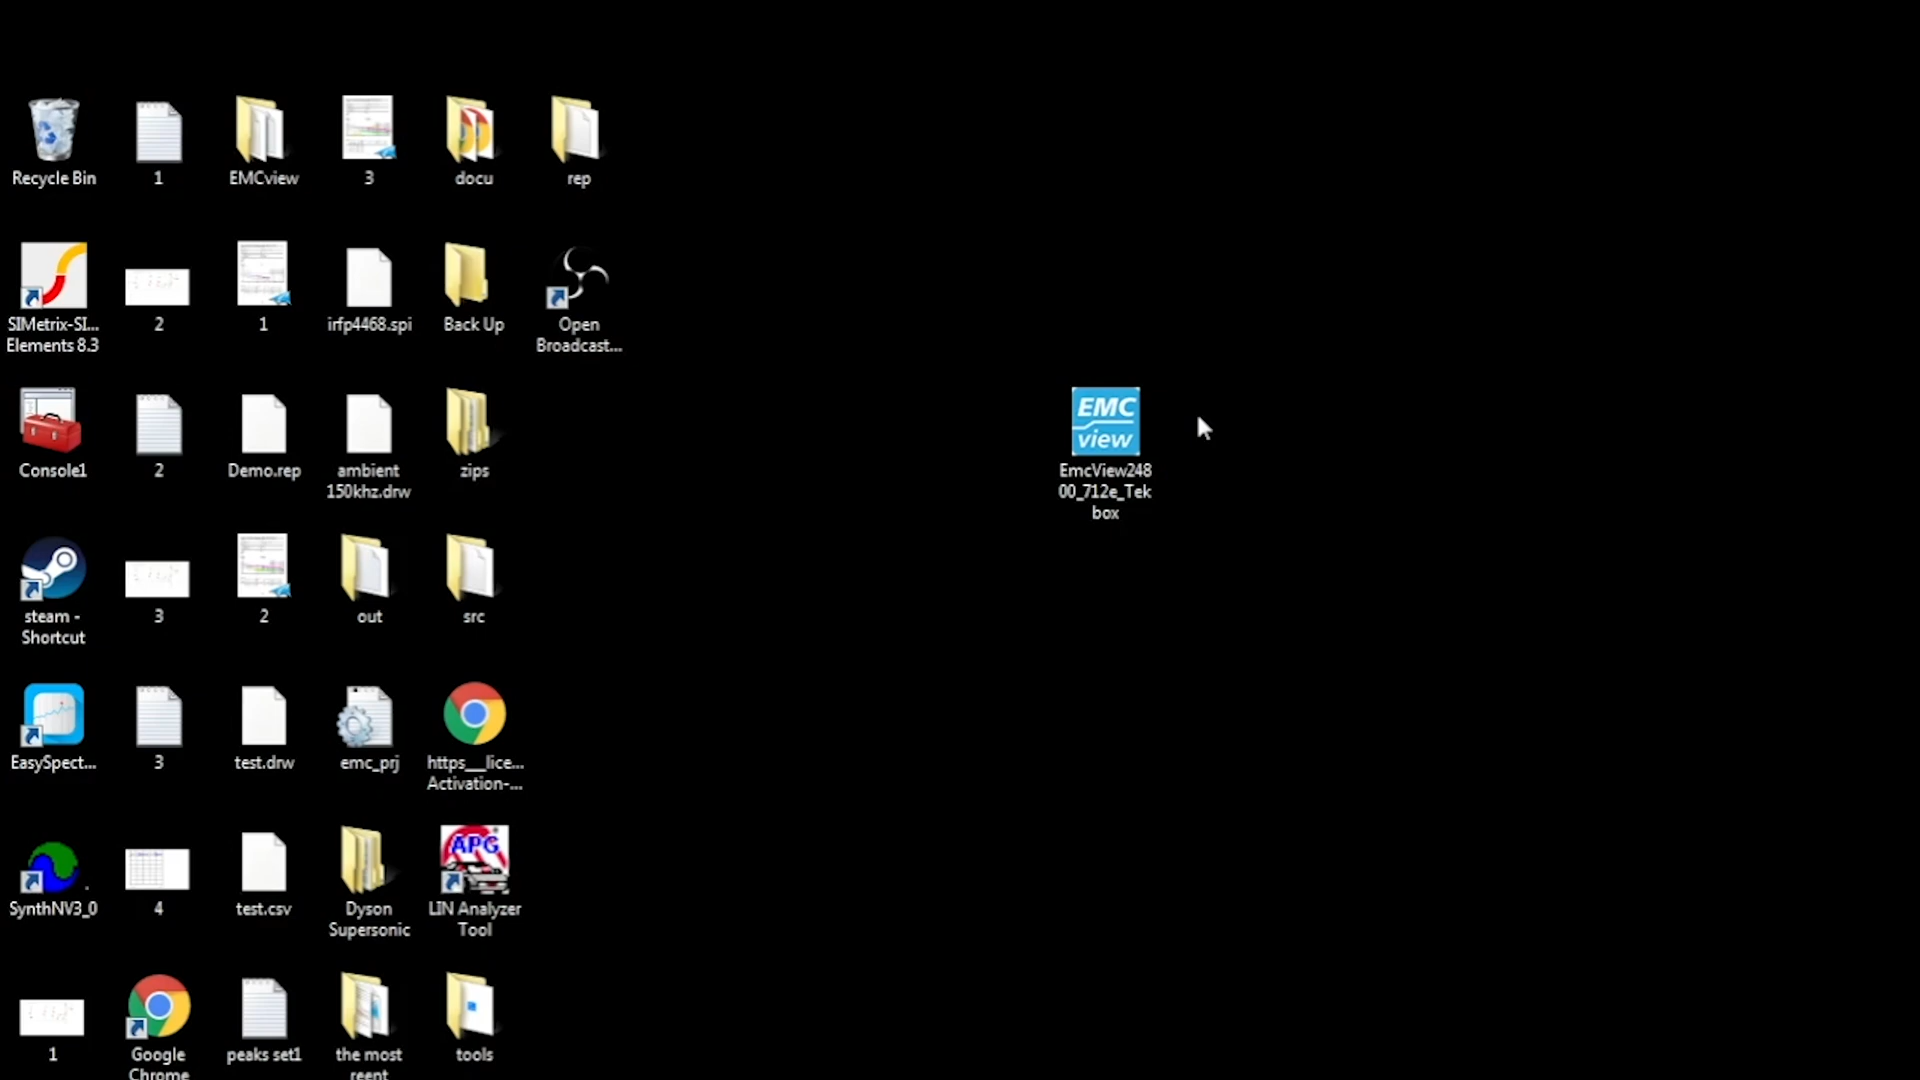 Recycle Bin
1
EMCview
3
docu
rep
SIMetrix-SI...
Elements 8.3
2
1
irfp4468.spi
Back Up
Open
Broadcast...
Console1
2
Demo.rep
ambient
150khz.drw
zips
EMC
view
EmcView248
00_712e_Tek
box
steam -
Shortcut
3
2
out
src
EasySpect...
3
test.drw
emc_prj
https__lice...
Activation-...
SynthNV3_0
4
test.csv
Dyson
Supersonic
APG
LIN Analyzer
Tool
1
Google
Chrome
peaks set1
the most
reent
tools